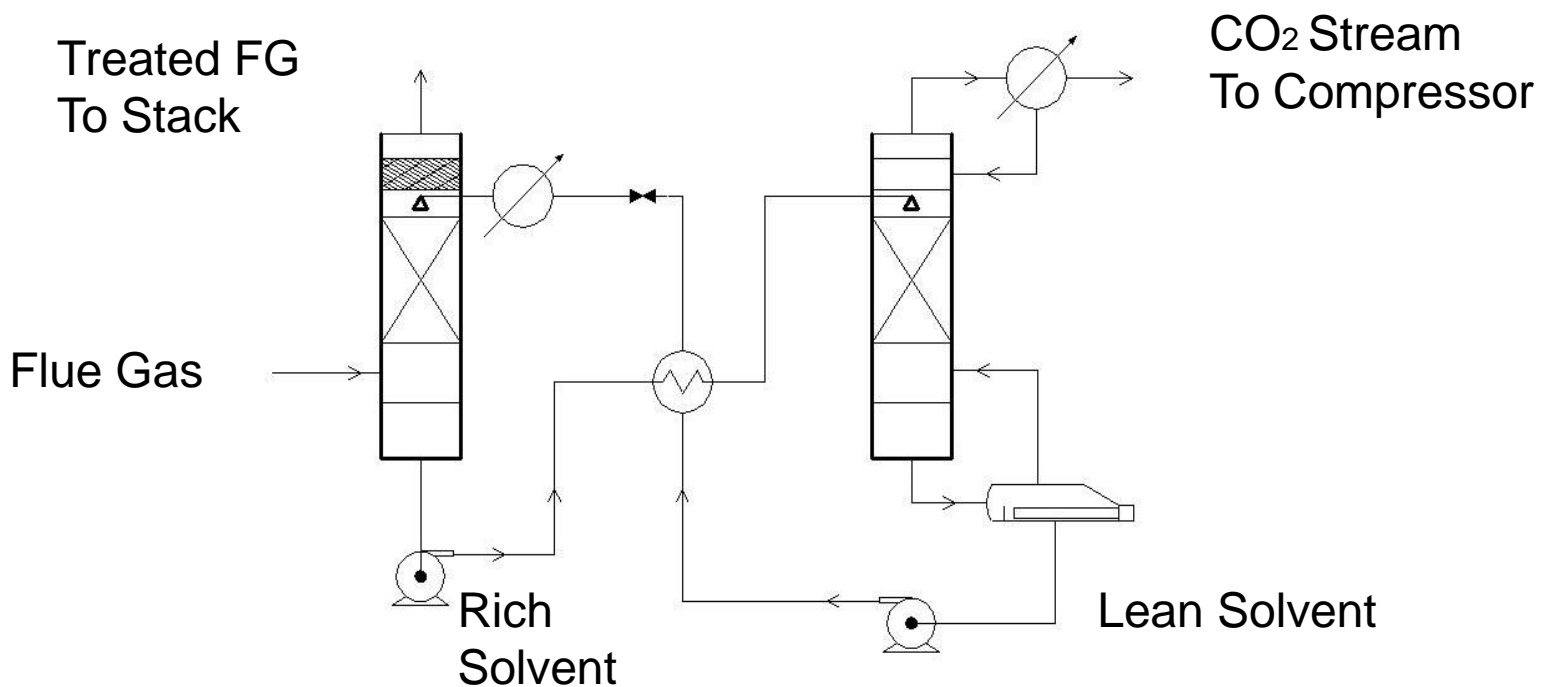 Treated FG
To Stack
CO2 Stream
To Compressor
Flue Gas
Rich
Solvent
Lean Solvent